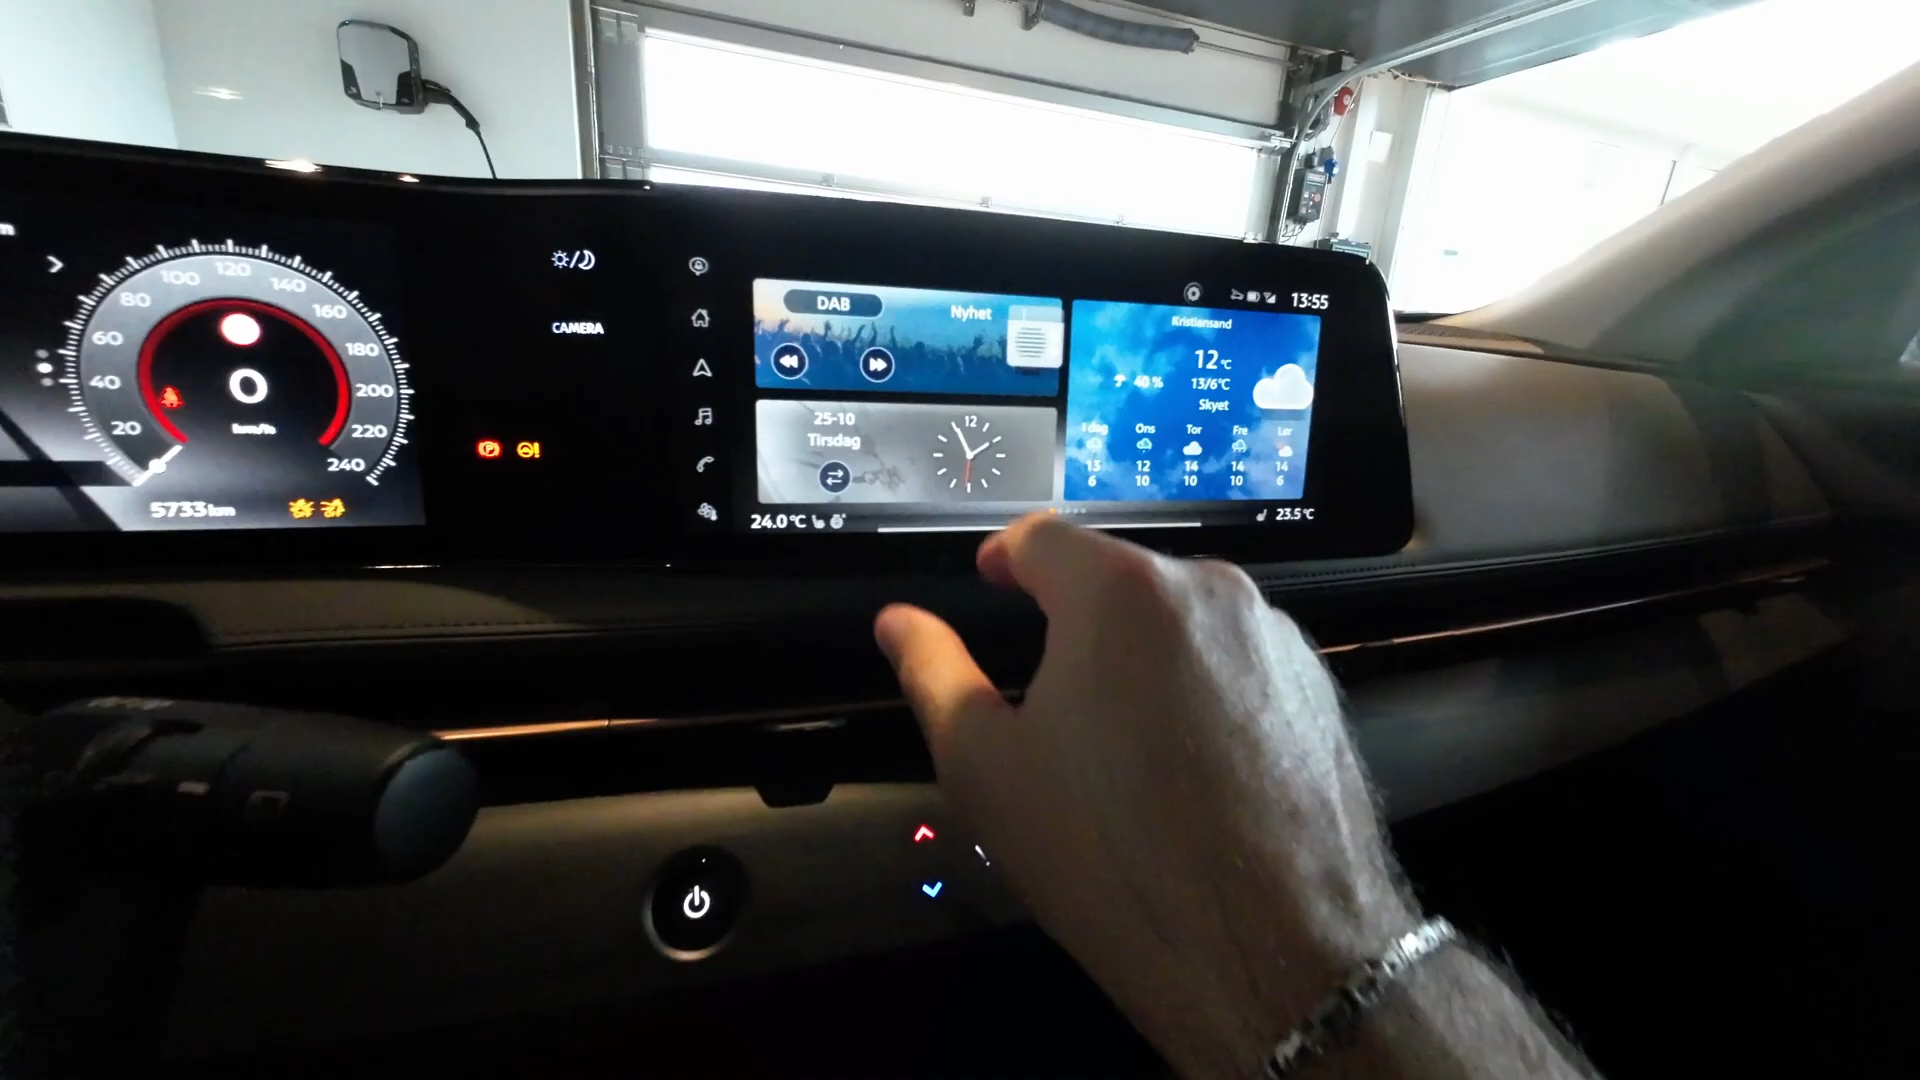 20
40
60
80
100
120
140
160
180
200
220
240
0
km/h
5733 km
CAMERA
DAB
Nyhet
25-10
Tirsdag
12
24.0°C
13:55
Kristiansand
12°C
40 %
13/6°C
Skyet
I dag Ons Tor Fre Lør
13 12 14 14 14
6 10 10 10 6
23.5°C